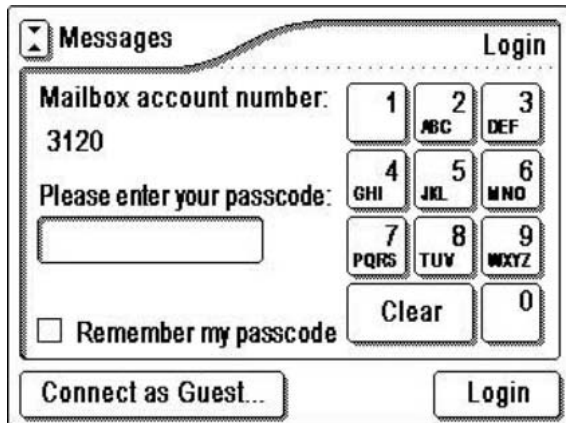 Messages
Login
Mailbox account number:
3120
Please enter your passcode:
Remember my passcode
1
2
ABC
3
DEF
4
GHI
5
JKL
6
MNO
7
PQRS
8
TUV
9
WXYZ
Clear
0
Connect as Guest...
Login